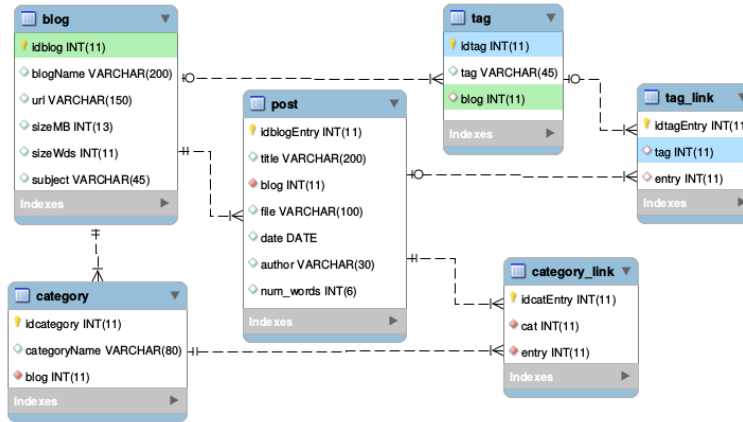 blog
idblog INT(11)
blogName VARCHAR(200)
url VARCHAR(150)
sizeMB INT(13)
sizeWds INT(11)
subject VARCHAR(45)
Indexes
tag
idtag INT(11)
tag VARCHAR(45)
blog INT(11)
Indexes
post
idblogEntry INT(11)
title VARCHAR(200)
blog INT(11)
file VARCHAR(100)
date DATE
author VARCHAR(30)
num_words INT(6)
Indexes
tag_link
idtagEntry INT(11
tag INT(11)
entry INT(11)
Indexes
category
idcategory INT(11)
categoryName VARCHAR(80)
blog INT(11)
Indexes
category_link
idcatEntry INT(11)
cat INT(11)
entry INT(11)
Indexes